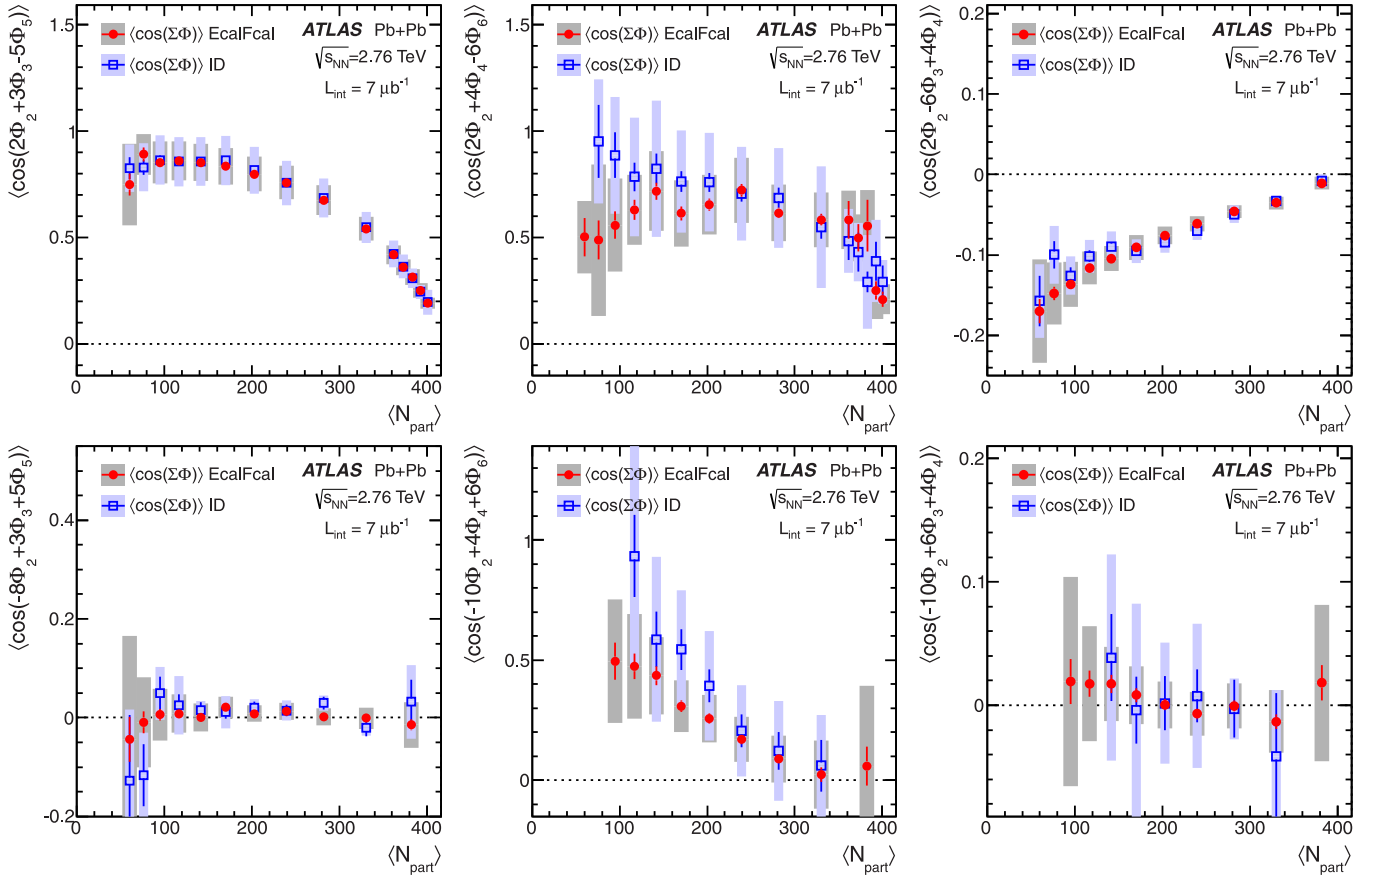 ⟨cos(2Φ2+3Φ3-5Φ5)⟩
1.5
1
0.5
0
⟨cos(ΣΦ)⟩ EcalFcal
⟨cos(ΣΦ)⟩ ID
ATLAS Pb+Pb
√sNN=2.76 TeV
Lint = 7 μb-1
0 100 200 300 400
⟨Npart⟩
⟨cos(2Φ2+4Φ4-6Φ6)⟩
1.5
1
0.5
0
⟨cos(ΣΦ)⟩ EcalFcal
⟨cos(ΣΦ)⟩ ID
ATLAS Pb+Pb
√sNN=2.76 TeV
Lint = 7 μb-1
0 100 200 300 400
⟨Npart⟩
⟨cos(2Φ2-6Φ3+4Φ4)⟩
0.2
0.1
0
-0.1
-0.2
⟨cos(ΣΦ)⟩ EcalFcal
⟨cos(ΣΦ)⟩ ID
ATLAS Pb+Pb
√sNN=2.76 TeV
Lint = 7 μb-1
0 100 200 300 400
⟨Npart⟩
⟨cos(-8Φ2+3Φ3+5Φ5)⟩
0.4
0.2
0
-0.2
⟨cos(ΣΦ)⟩ EcalFcal
⟨cos(ΣΦ)⟩ ID
ATLAS Pb+Pb
√sNN=2.76 TeV
Lint = 7 μb-1
0 100 200 300 400
⟨Npart⟩
⟨cos(-10Φ2+4Φ4+6Φ6)⟩
1
0.5
0
⟨cos(ΣΦ)⟩ EcalFcal
⟨cos(ΣΦ)⟩ ID
ATLAS Pb+Pb
√sNN=2.76 TeV
Lint = 7 μb-1
0 100 200 300 400
⟨Npart⟩
⟨cos(-10Φ2+6Φ3+4Φ4)⟩
0.2
0.1
0
⟨cos(ΣΦ)⟩ EcalFcal
⟨cos(ΣΦ)⟩ ID
ATLAS Pb+Pb
√sNN=2.76 TeV
Lint = 7 μb-1
0 100 200 300 400
⟨Npart⟩